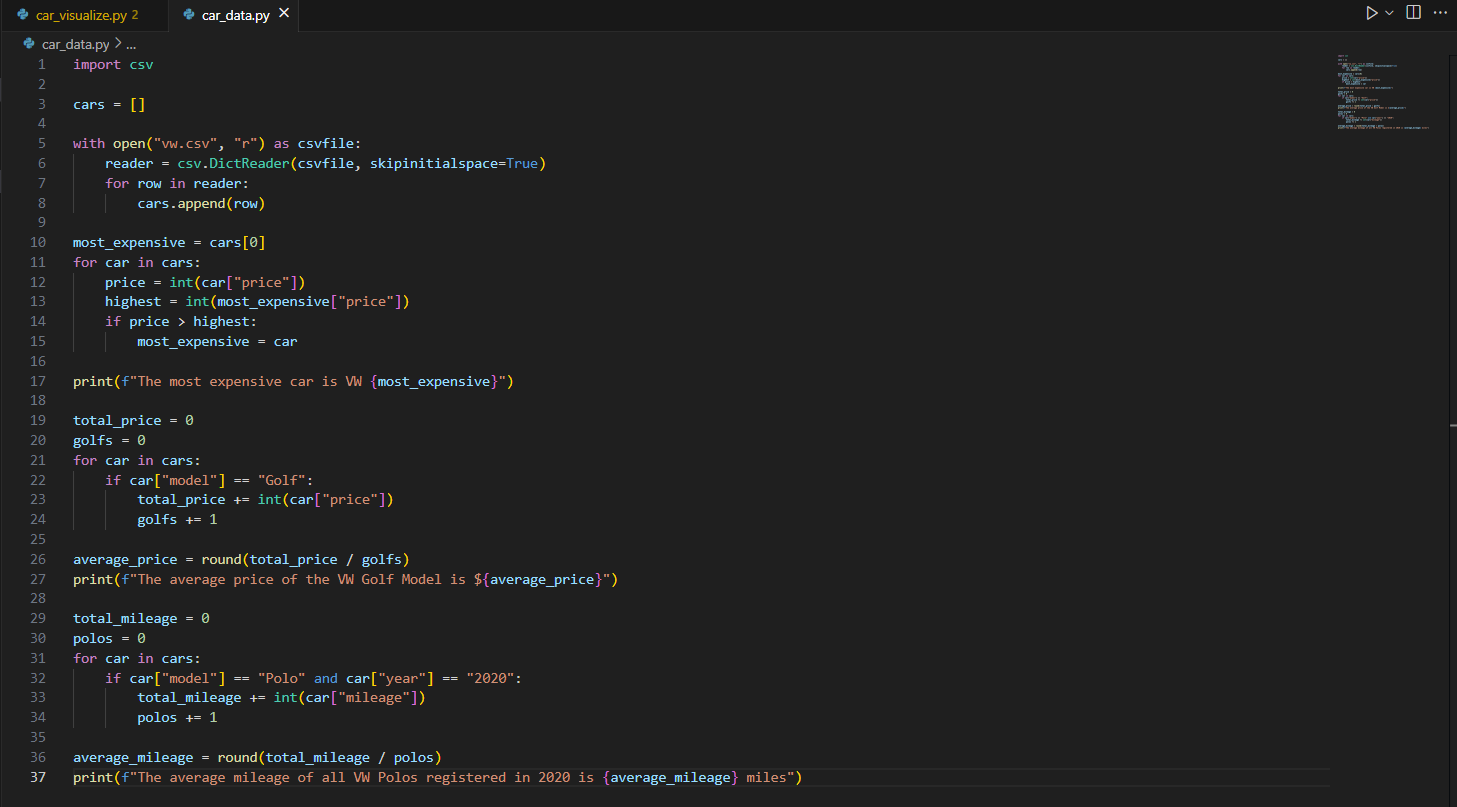 car_visualize.py 2
car_data.py
car_data.py > ...
1 import csv
2
3 cars = []
4
5 with open("vw.csv", "r") as csvfile:
6     reader = csv.DictReader(csvfile, skipinitialspace=True)
7     for row in reader:
8         cars.append(row)
9
10 most_expensive = cars[0]
11 for car in cars:
12     price = int(car["price"])
13     highest = int(most_expensive["price"])
14     if price > highest:
15         most_expensive = car
16
17 print(f"The most expensive car is VW {most_expensive}")
18
19 total_price = 0
20 golfs = 0
21 for car in cars:
22     if car["model"] == "Golf":
23         total_price += int(car["price"])
24         golfs += 1
25
26 average_price = round(total_price / golfs)
27 print(f"The average price of the VW Golf Model is ${average_price}")
28
29 total_mileage = 0
30 polos = 0
31 for car in cars:
32     if car["model"] == "Polo" and car["year"] == "2020":
33         total_mileage += int(car["mileage"])
34         polos += 1
35
36 average_mileage = round(total_mileage / polos)
37 print(f"The average mileage of all VW Polos registered in 2020 is {average_mileage} miles")